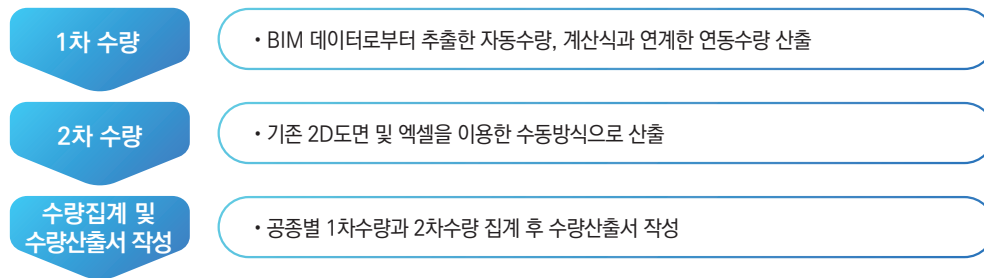 1차 수량
• BIM 데이터로부터 추출한 자동수량, 계산식과 연계한 연동수량 산출
2차 수량
• 기존 2D도면 및 엑셀을 이용한 수동방식으로 산출
수량집계 및
수량산출서 작성
• 공종별 1차수량과 2차수량 집계 후 수량산출서 작성